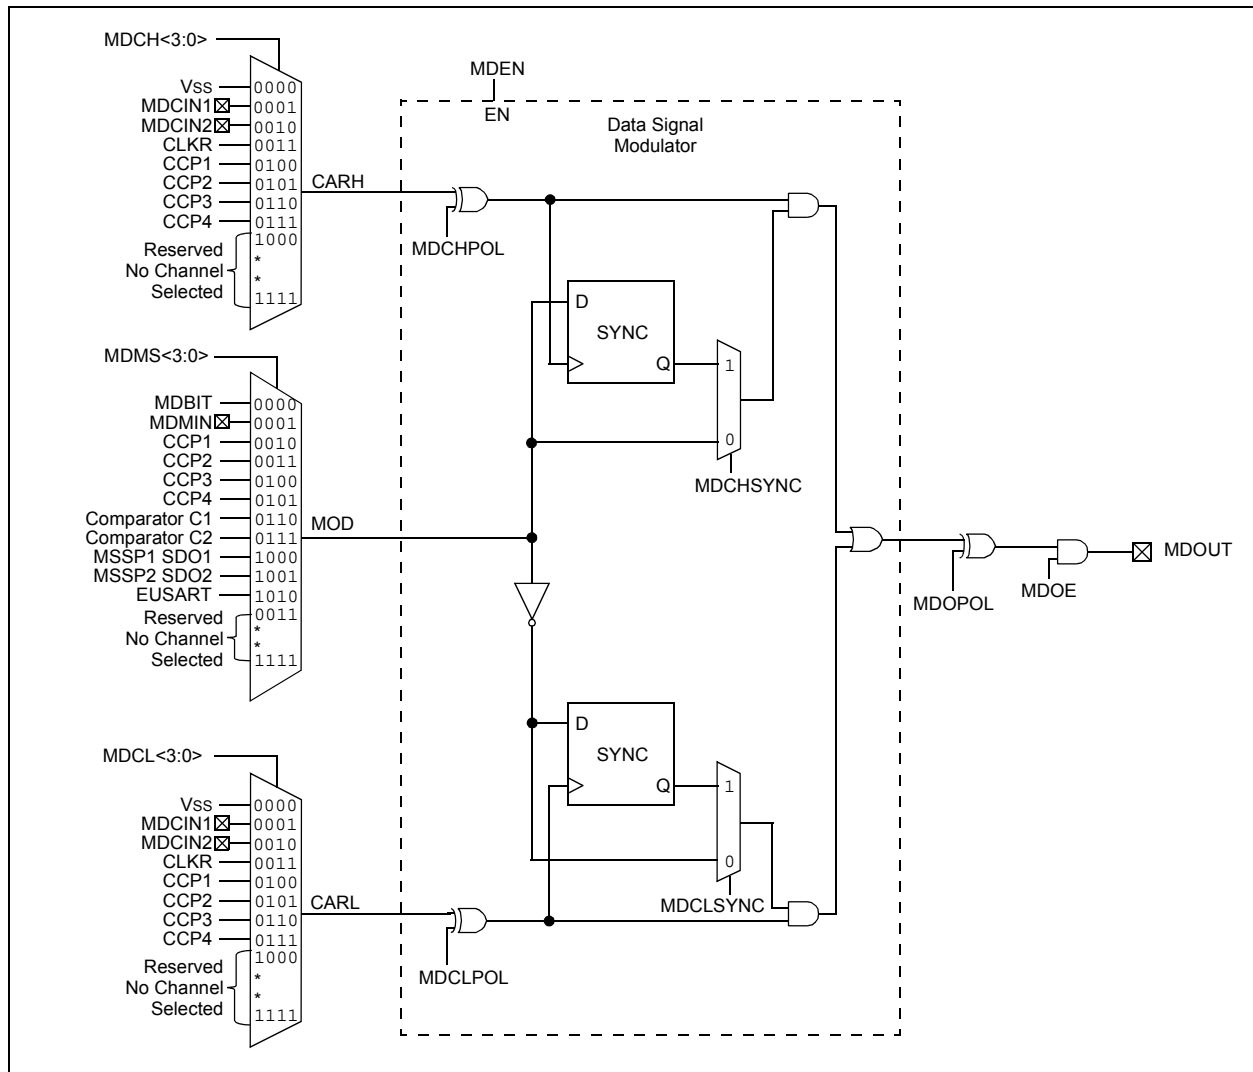 MDCH<3:0>
VSS 0000
MDCIN1 0001
MDCIN2 0010
CLKR 0011
CCP1 0100
CCP2 0101
CCP3 0110
CCP4 0111
Reserved 1000
No Channel *
*
Selected 1111
CARH
MDEN
EN
Data Signal
Modulator
MDCHPOL
D
SYNC
Q
1
0
MDCHSYNC
MDMS<3:0>
MDBIT 0000
MDMIN 0001
CCP1 0010
CCP2 0011
CCP3 0100
CCP4 0101
Comparator C1 0110
Comparator C2 0111
MSSP1 SDO1 1000
MSSP2 SDO2 1001
EUSART 1010
Reserved 0011
No Channel *
*
Selected 1111
MOD
MDOPOL
MDOE
MDOUT
D
SYNC
Q
1
0
MDCLSYNC
MDCL<3:0>
VSS 0000
MDCIN1 0001
MDCIN2 0010
CLKR 0011
CCP1 0100
CCP2 0101
CCP3 0110
CCP4 0111
Reserved 1000
No Channel *
*
Selected 1111
CARL
MDCLPOL